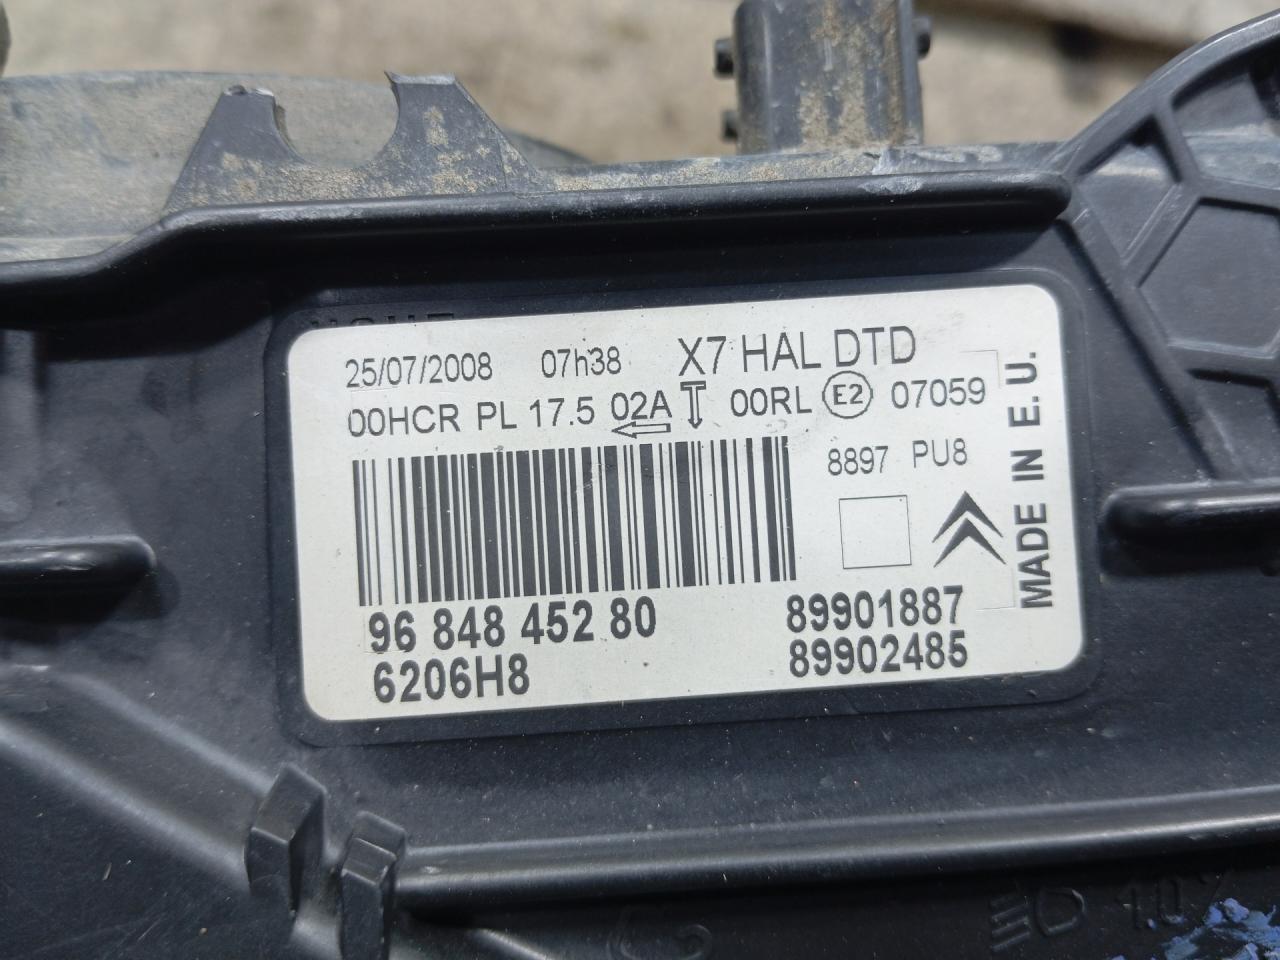 25/07/2008 07h38 X7 HAL DTD
00HCR PL 17.5 02A 00RL E2 07059
8897 PU8
MADE IN E.U.
96 848 452 80 89901887
6206H8 89902485